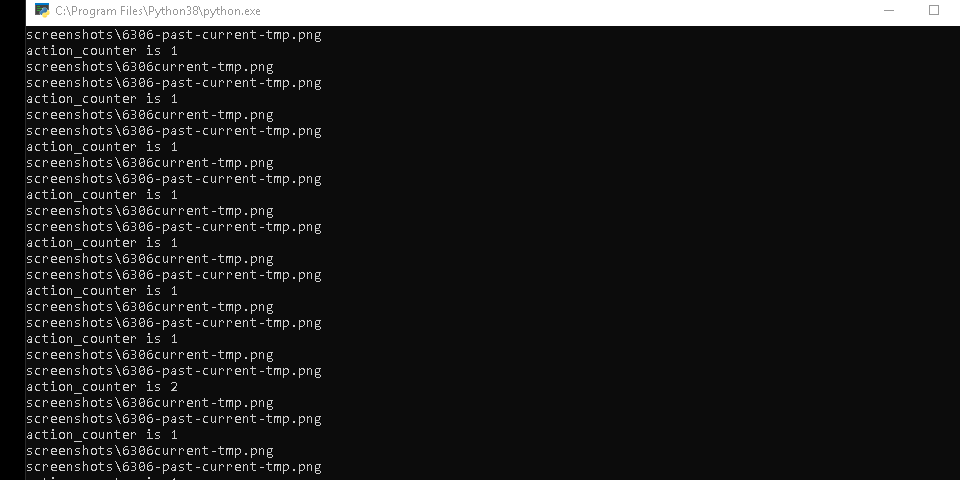 C:\Program Files\Python38\python.exe
screenshots\6306-past-current-tmp.png
action_counter is 1
screenshots\6306current-tmp.png
screenshots\6306-past-current-tmp.png
action_counter is 1
screenshots\6306current-tmp.png
screenshots\6306-past-current-tmp.png
action_counter is 1
screenshots\6306current-tmp.png
screenshots\6306-past-current-tmp.png
action_counter is 1
screenshots\6306current-tmp.png
screenshots\6306-past-current-tmp.png
action_counter is 1
screenshots\6306current-tmp.png
screenshots\6306-past-current-tmp.png
action_counter is 1
screenshots\6306current-tmp.png
screenshots\6306-past-current-tmp.png
action_counter is 1
screenshots\6306current-tmp.png
screenshots\6306-past-current-tmp.png
action_counter is 2
screenshots\6306current-tmp.png
screenshots\6306-past-current-tmp.png
action_counter is 1
screenshots\6306current-tmp.png
screenshots\6306-past-current-tmp.png